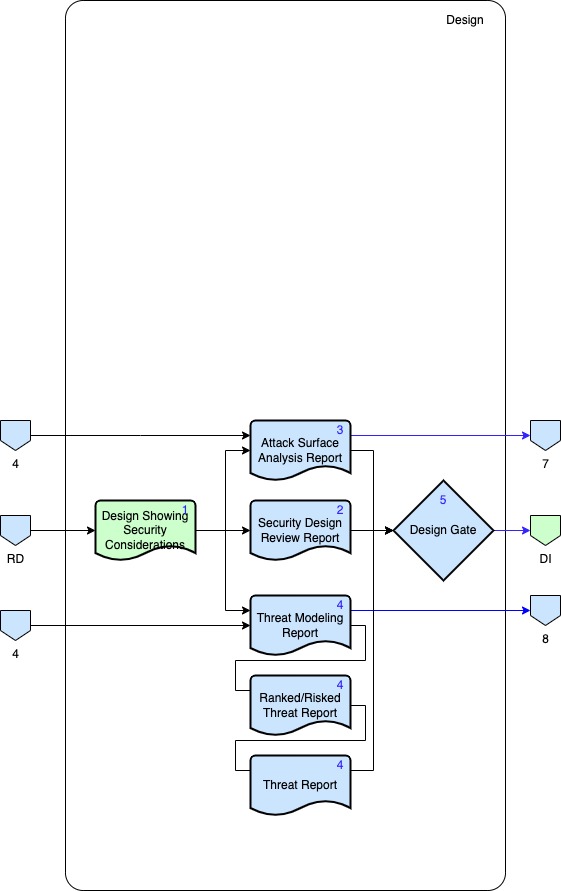 Design
3
Attack Surface
Analysis Report
4
7
1
Design Showing
Security
Considerations
2
Security Design
Review Report
5
Design Gate
RD
DI
4
Threat Modeling
Report
4
8
4
Ranked/Risked
Threat Report
4
Threat Report